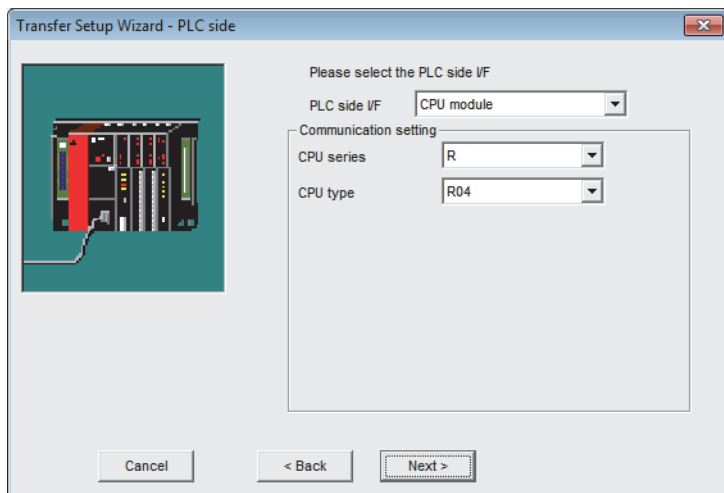 Transfer Setup Wizard - PLC side
Please select the PLC side I/F
PLC side I/F CPU module
Communication setting
CPU series R
CPU type R04
Cancel < Back Next >